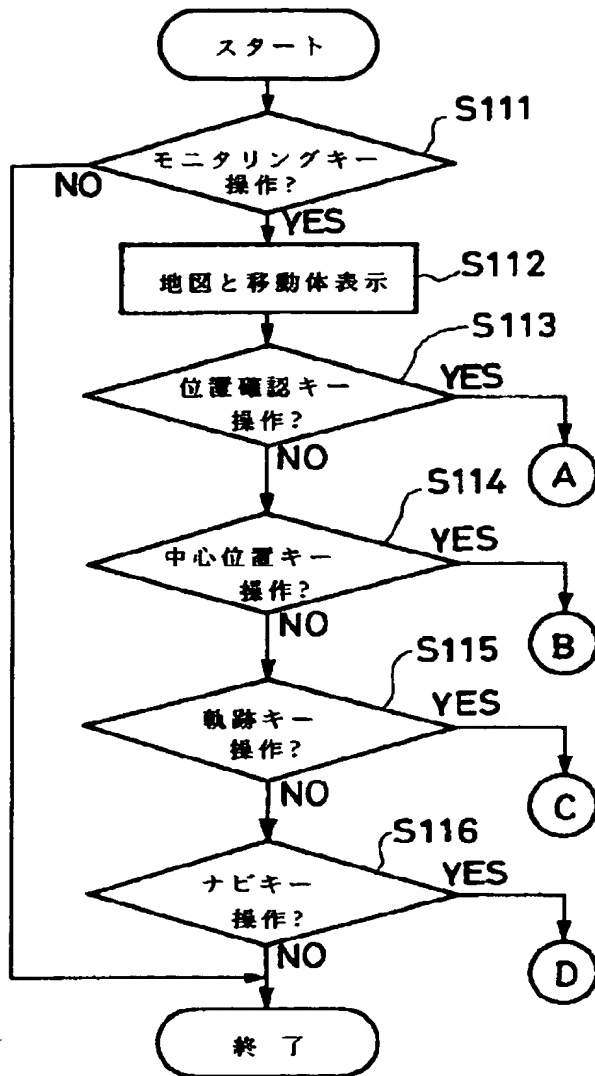 スタート
S111
モニタリングキー
操作?
NO
YES
S112
地図と移動体表示
S113
位置確認キー
操作?
YES
A
NO
S114
中心位置キー
操作?
YES
B
NO
S115
軌跡キー
操作?
YES
C
NO
S116
ナビキー
操作?
YES
D
NO
終了